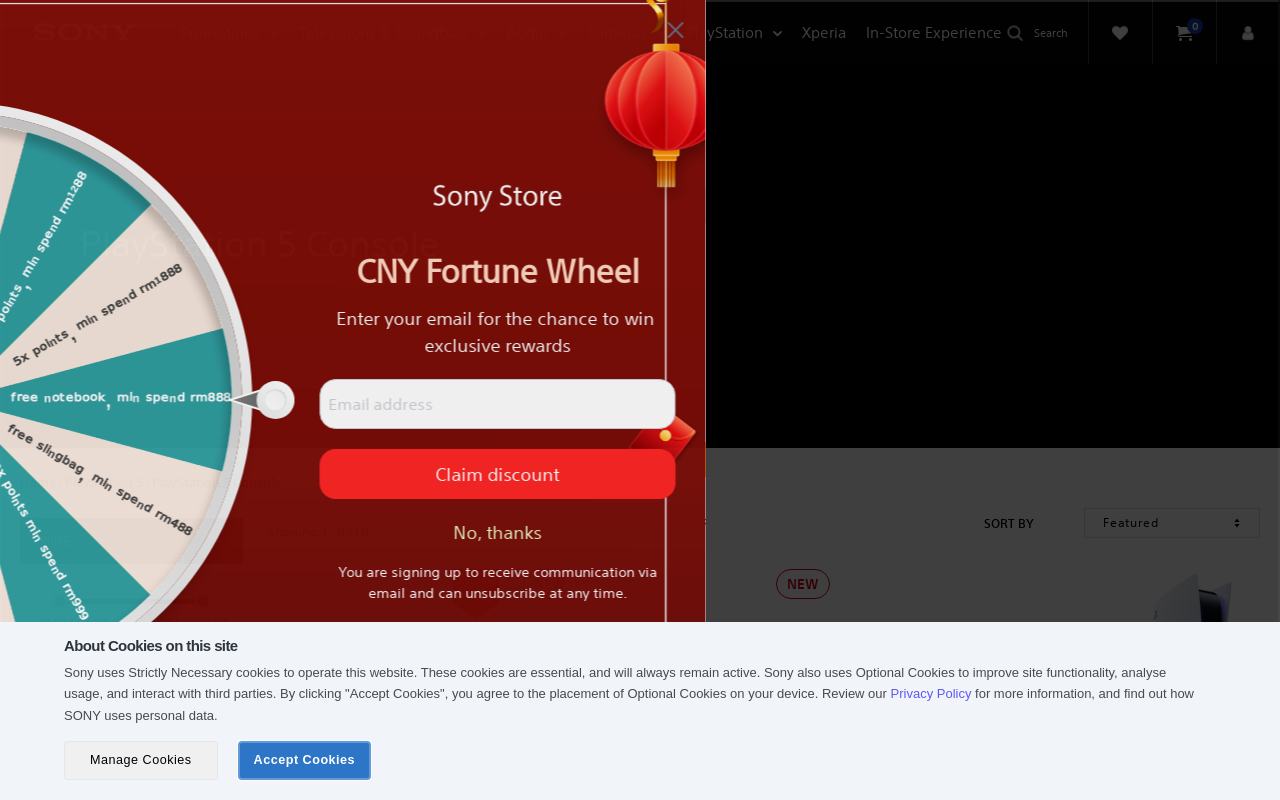 SONY
PlayStation
Xperia
In-Store Experience
Search
0
Sony Store
PlayStation 5 Console
CNY Fortune Wheel
Enter your email for the chance to win
exclusive rewards
Email address
Claim discount
No, thanks
You are signing up to receive communication via
email and can unsubscribe at any time.
points, min spend rm1288
5x points, min spend rm1888
free notebook, min spend rm888
free slingbag, min spend rm488
x points min spend rm999
SORT BY
Featured
NEW
About Cookies on this site
Sony uses Strictly Necessary cookies to operate this website. These cookies are essential, and will always remain active. Sony also uses Optional Cookies to improve site functionality, analyse
usage, and interact with third parties. By clicking "Accept Cookies", you agree to the placement of Optional Cookies on your device. Review our Privacy Policy for more information, and find out how
SONY uses personal data.
Manage Cookies
Accept Cookies